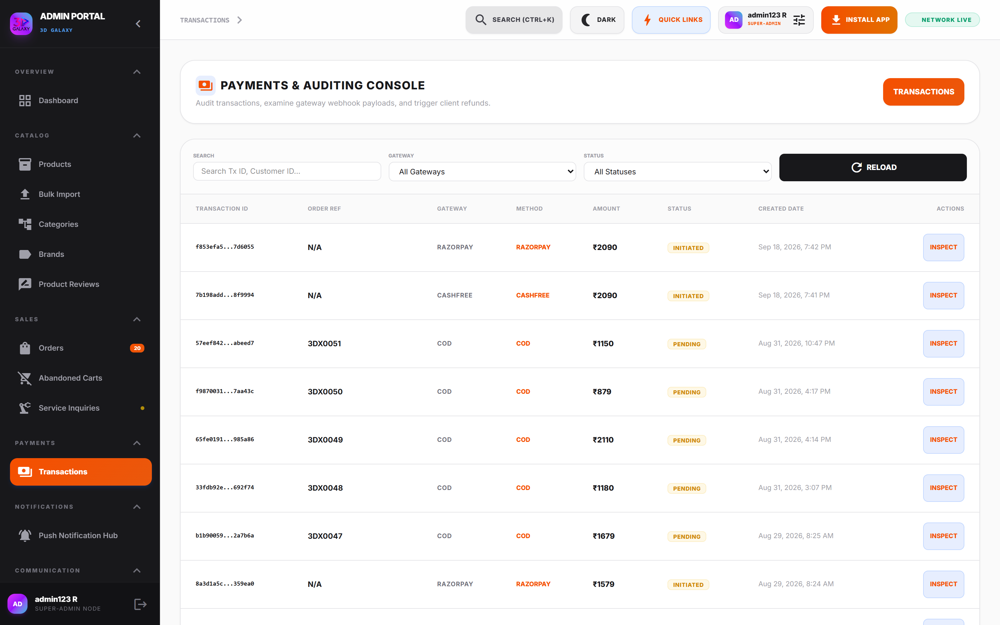 3D GALAXY
ADMIN PORTAL
3D GALAXY
OVERVIEW
Dashboard
CATALOG
Products
Bulk Import
Categories
Brands
Product Reviews
SALES
Orders 20
Abandoned Carts
Service Inquiries
PAYMENTS
Transactions
NOTIFICATIONS
Push Notification Hub
COMMUNICATION
AD admin123 R
SUPER-ADMIN NODE
TRANSACTIONS
SEARCH (CTRL+K)
DARK
QUICK LINKS
AD admin123 R
SUPER-ADMIN
INSTALL APP
NETWORK LIVE
PAYMENTS & AUDITING CONSOLE
Audit transactions, examine gateway webhook payloads, and trigger client refunds.
TRANSACTIONS
SEARCH GATEWAY STATUS
Search Tx ID, Customer ID... All Gateways All Statuses RELOAD
TRANSACTION ID ORDER REF GATEWAY METHOD AMOUNT STATUS CREATED DATE ACTIONS
f853efa5...7d6055 N/A RAZORPAY RAZORPAY ₹2090 INITIATED Sep 18, 2026, 7:42 PM INSPECT
7b198add...8f9994 N/A CASHFREE CASHFREE ₹2090 INITIATED Sep 18, 2026, 7:41 PM INSPECT
57eef842...abeed7 3DX0051 COD COD ₹1150 PENDING Aug 31, 2026, 10:47 PM INSPECT
f9870031...7aa43c 3DX0050 COD COD ₹879 PENDING Aug 31, 2026, 4:17 PM INSPECT
65fe0191...985a86 3DX0049 COD COD ₹2110 PENDING Aug 31, 2026, 4:14 PM INSPECT
33fdb92e...692f74 3DX0048 COD COD ₹1180 PENDING Aug 31, 2026, 3:07 PM INSPECT
b1b90059...2a7b6a 3DX0047 COD COD ₹1679 PENDING Aug 29, 2026, 8:25 AM INSPECT
8a3d1a5c...359ea0 N/A RAZORPAY RAZORPAY ₹1579 INITIATED Aug 29, 2026, 8:24 AM INSPECT